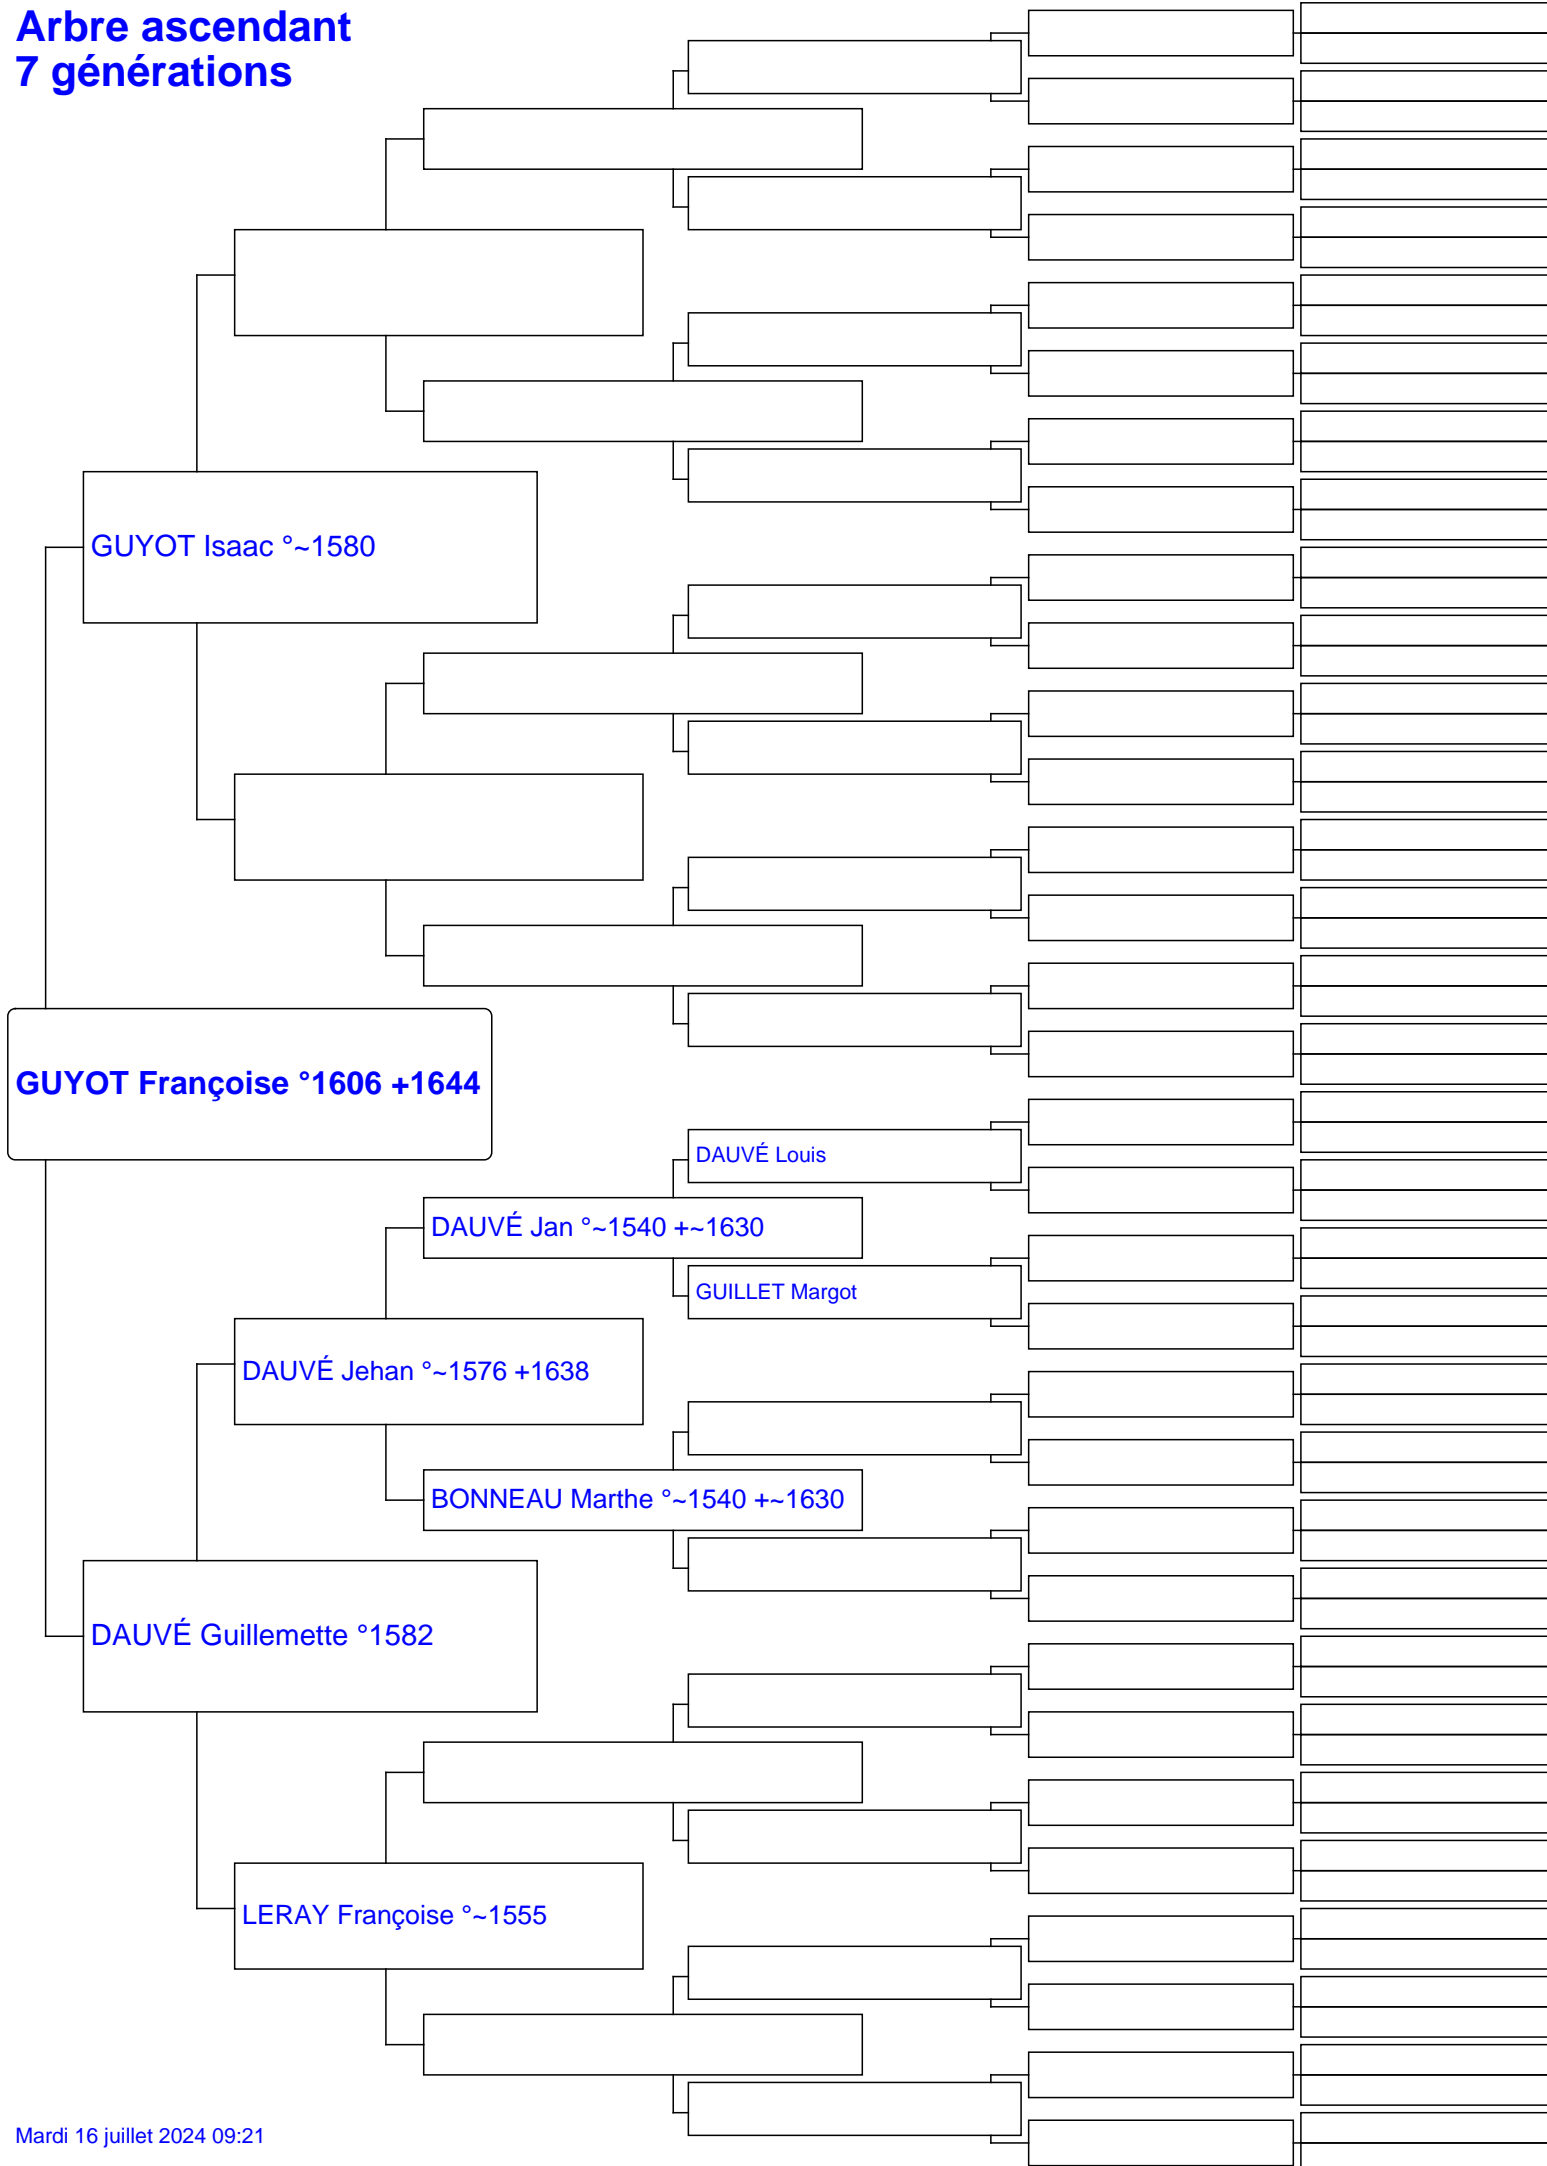 Arbre ascendant
7 générations
GUYOT Isaac °~1580
GUYOT Françoise °1606 +1644
DAUVÉ Louis
DAUVÉ Jan °~1540 +~1630
GUILLET Margot
DAUVÉ Jehan °~1576 +1638
BONNEAU Marthe °~1540 +~1630
DAUVÉ Guillemette °1582
LERAY Françoise °~1555
Mardi 16 juillet 2024 09:21